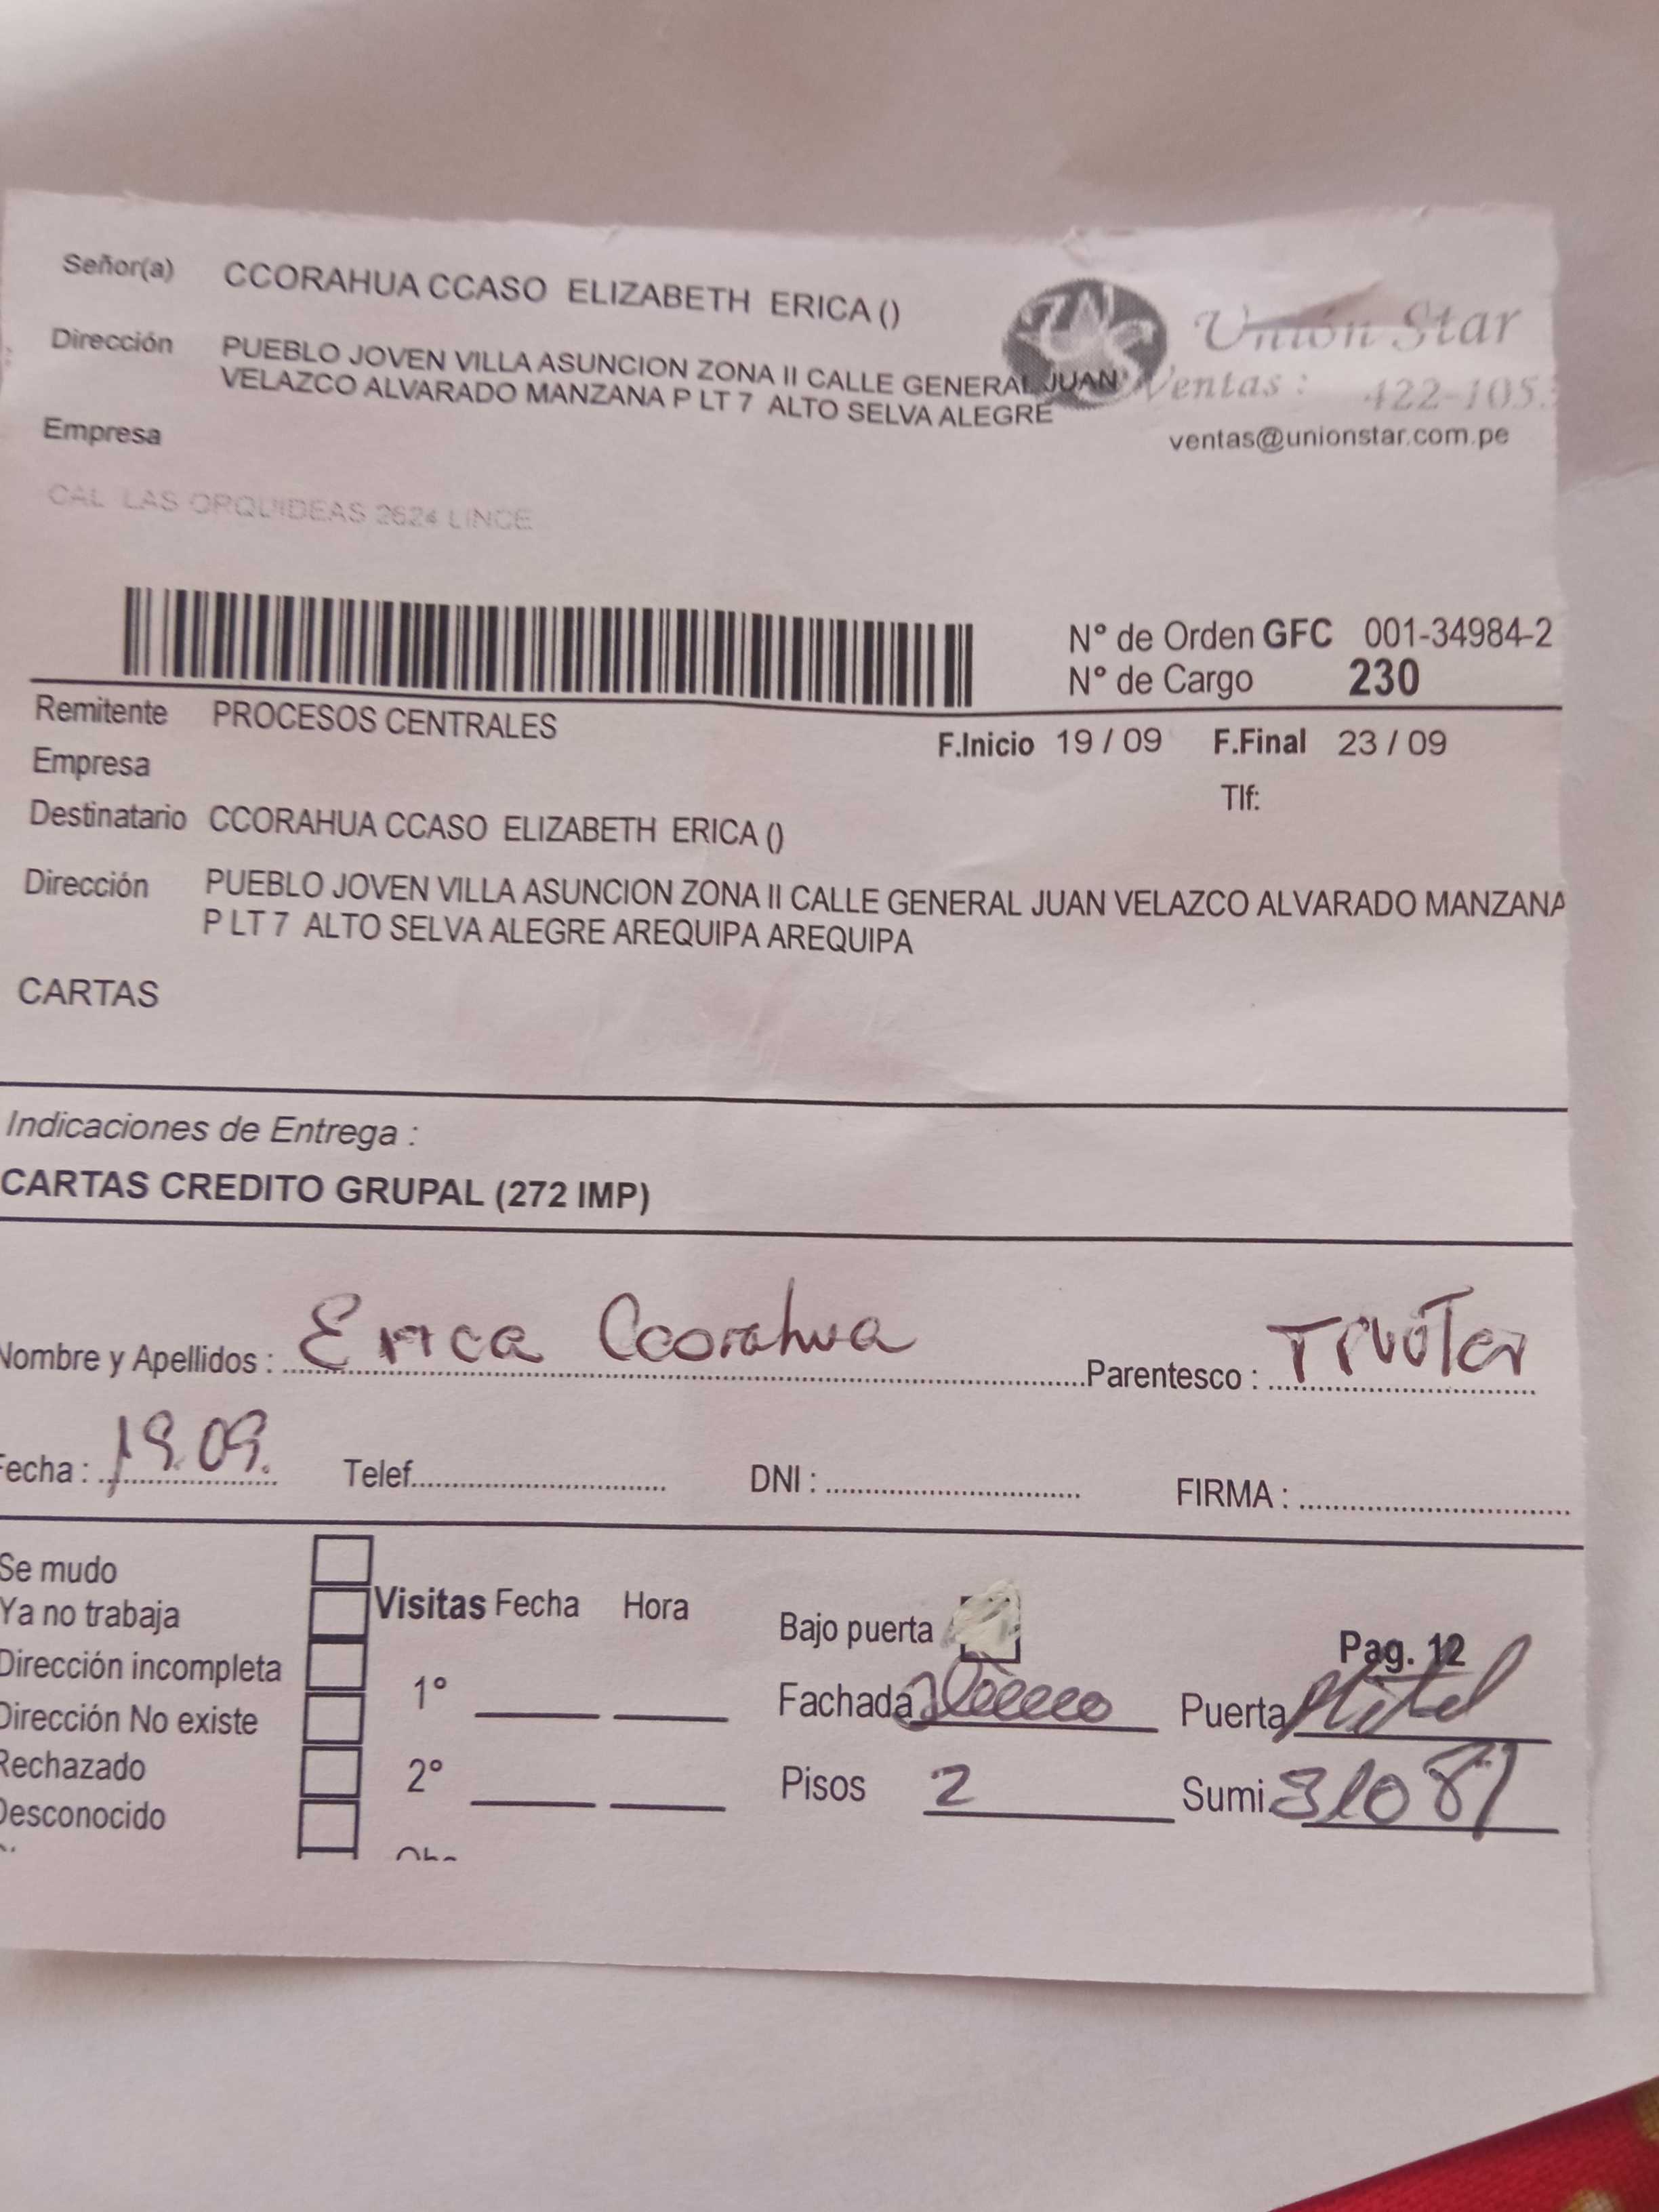 Señor(a) CCORAHUA CCASO ELIZABETH ERICA ()
Dirección PUEBLO JOVEN VILLA ASUNCION ZONA II CALLE GENERAL JUAN
VELAZCO ALVARADO MANZANA P LT 7 ALTO SELVA ALEGRE
Unión Star
Ventas : 422-105
ventas@unionstar.com.pe
Empresa
CAL LAS ORQUIDEAS 2624 LINCE
N° de Orden GFC 001-34984-2
N° de Cargo 230
Remitente PROCESOS CENTRALES
F.Inicio 19 / 09 F.Final 23 / 09
Empresa
Tlf:
Destinatario CCORAHUA CCASO ELIZABETH ERICA ()
Dirección PUEBLO JOVEN VILLA ASUNCION ZONA II CALLE GENERAL JUAN VELAZCO ALVARADO MANZANA
P LT 7 ALTO SELVA ALEGRE AREQUIPA AREQUIPA
CARTAS
Indicaciones de Entrega :
CARTAS CREDITO GRUPAL (272 IMP)
Nombre y Apellidos : Erica Ccorahua Parentesco :
Fecha : 19.09. Telef. DNI : FIRMA :
Se mudo
Ya no trabaja
Dirección incompleta
Dirección No existe
Rechazado
Desconocido
Visitas Fecha Hora
1°
2°
Bajo puerta
Pag. 12
Fachada
Puerta
Pisos 2
Sumi. 31081